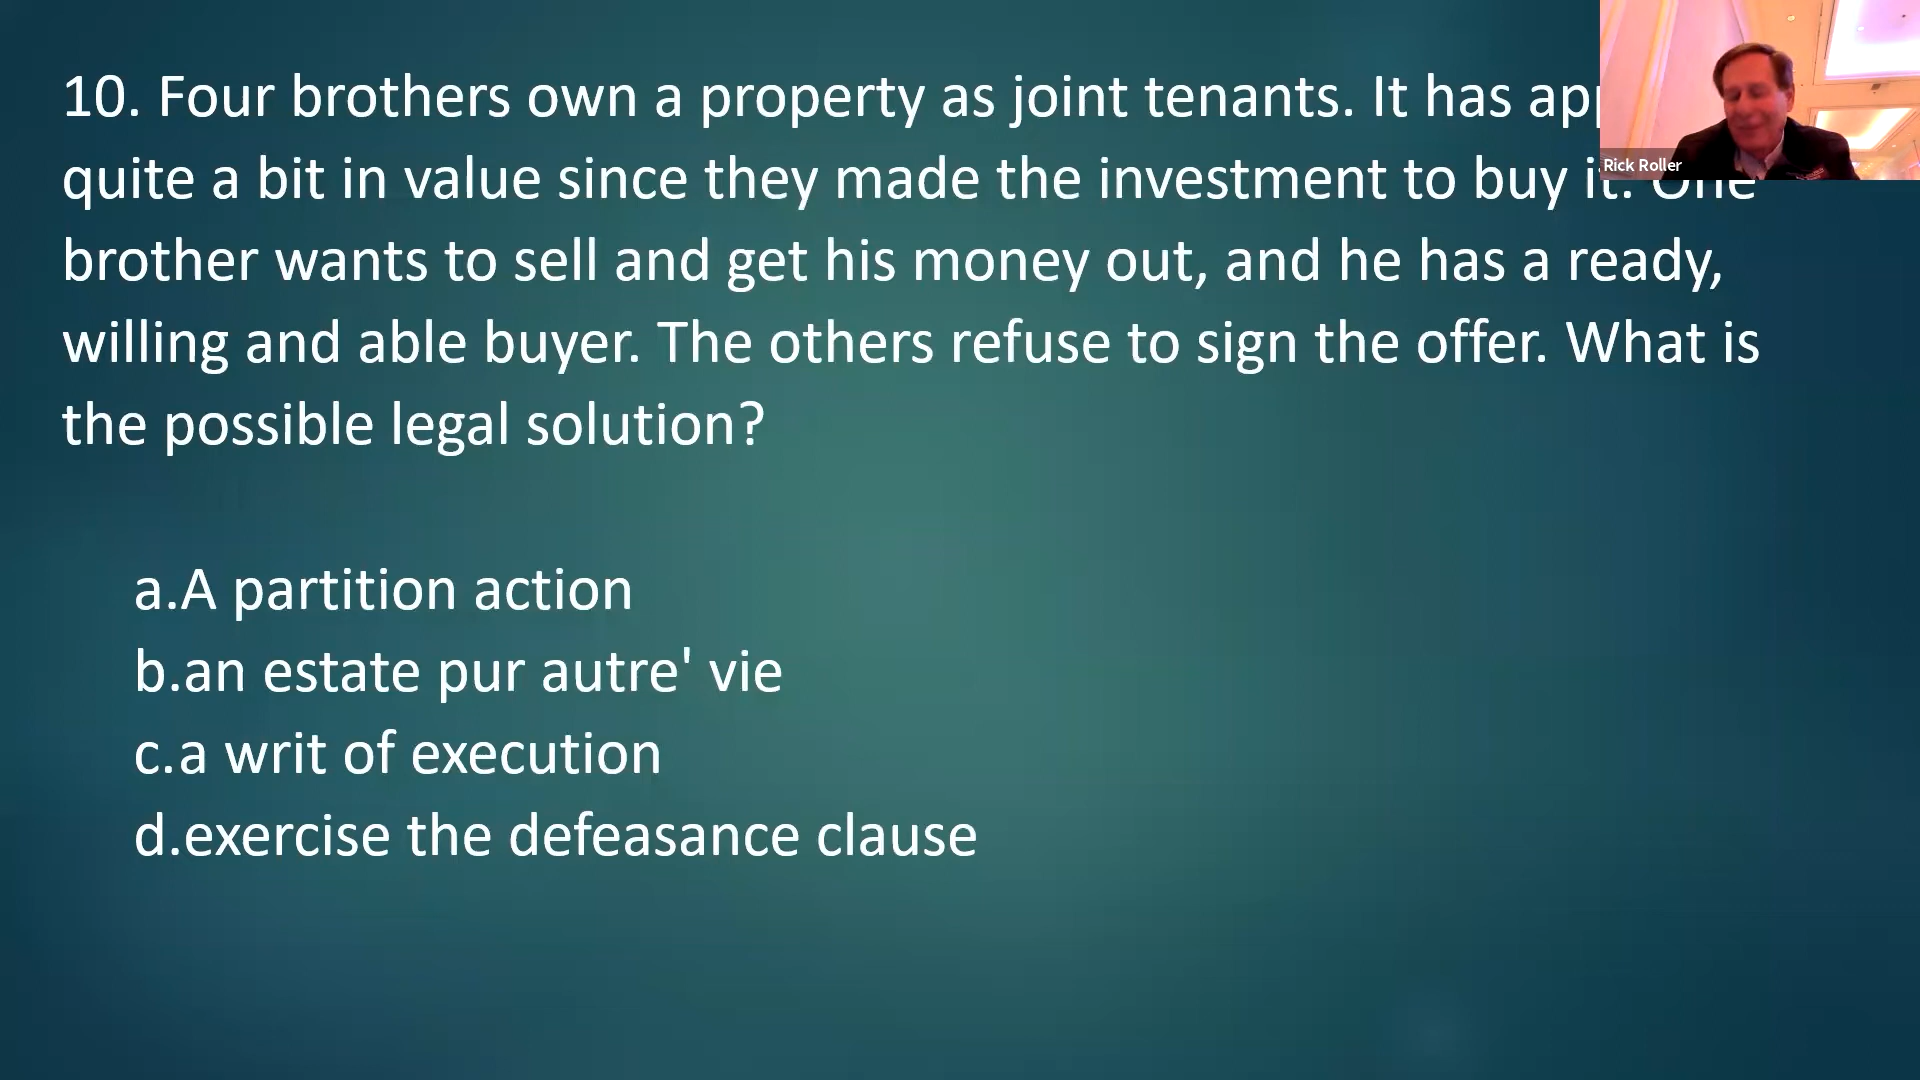 10. Four brothers own a property as joint tenants. It has
quite a bit in value since they made the investment to buy it. One
brother wants to sell and get his money out, and he has a ready,
willing and able buyer. The others refuse to sign the offer. What is
the possible legal solution?
a.A partition action
b.an estate pur autre' vie
c.a writ of execution
d.exercise the defeasance clause
Rick Roller